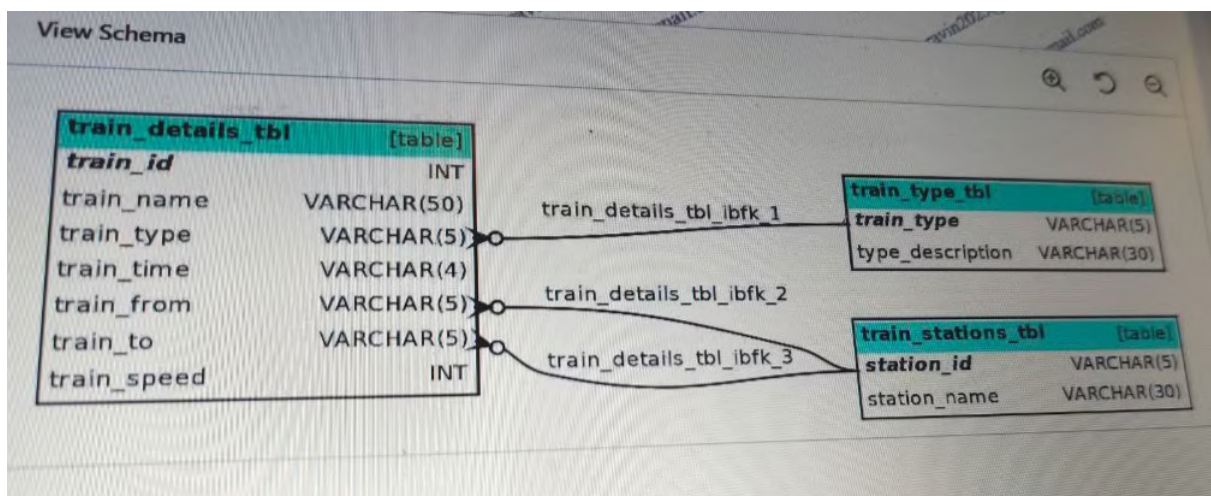 View Schema
train_details_tbl [table]
train_id INT
train_name VARCHAR(50)
train_type VARCHAR(5)
train_time VARCHAR(4)
train_from VARCHAR(5)
train_to VARCHAR(5)
train_speed INT
train_details_tbl_ibfk_1
train_details_tbl_ibfk_2
train_details_tbl_ibfk_3
train_type_tbl [table]
train_type VARCHAR(5)
type_description VARCHAR(30)
train_stations_tbl [table]
station_id VARCHAR(5)
station_name VARCHAR(30)